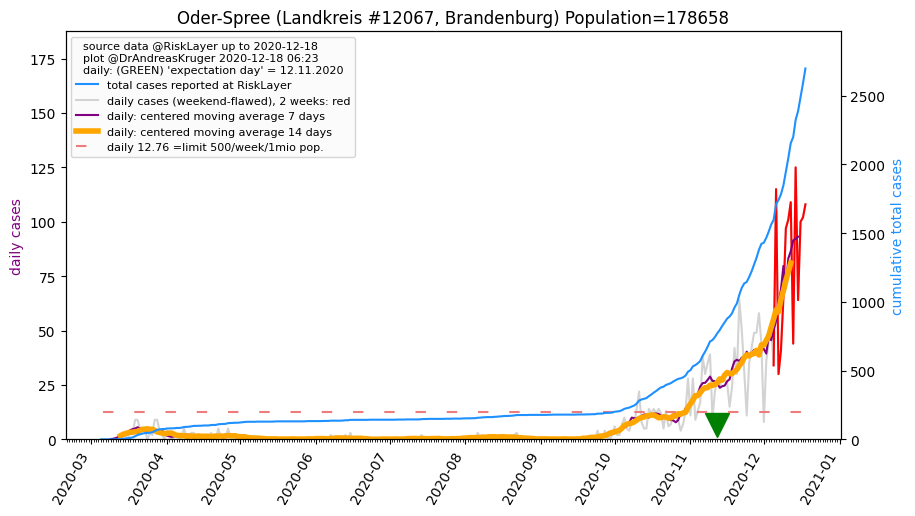 Oder-Spree (Landkreis #12067, Brandenburg) Population=178658
source data @RiskLayer up to 2020-12-18
plot @DrAndreasKruger 2020-12-18 06:23
daily: (GREEN) 'expectation day' = 12.11.2020
total cases reported at RiskLayer
daily cases (weekend-flawed), 2 weeks: red
daily: centered moving average 7 days
daily: centered moving average 14 days
daily 12.76 =limit 500/week/1mio pop.
daily cases
175
150
125
100
75
50
25
0
cumulative total cases
2500
2000
1500
1000
500
0
2020-03
2020-04
2020-05
2020-06
2020-07
2020-08
2020-09
2020-10
2020-11
2020-12
2021-01